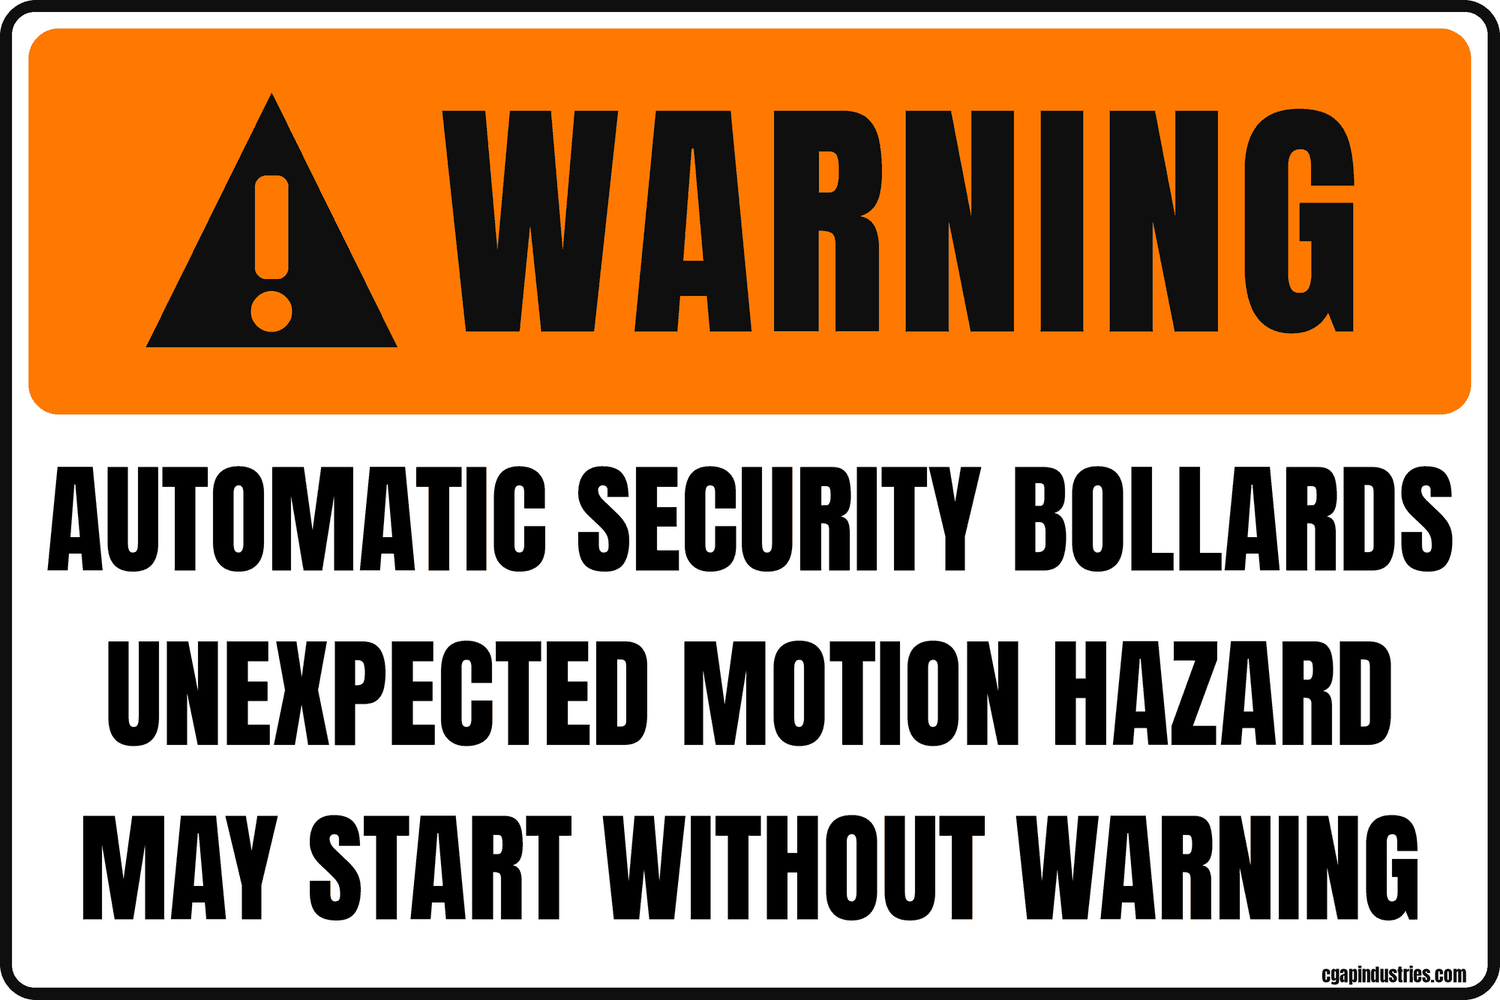 WARNING
AUTOMATIC SECURITY BOLLARDS
UNEXPECTED MOTION HAZARD
MAY START WITHOUT WARNING
cgapindustries.com